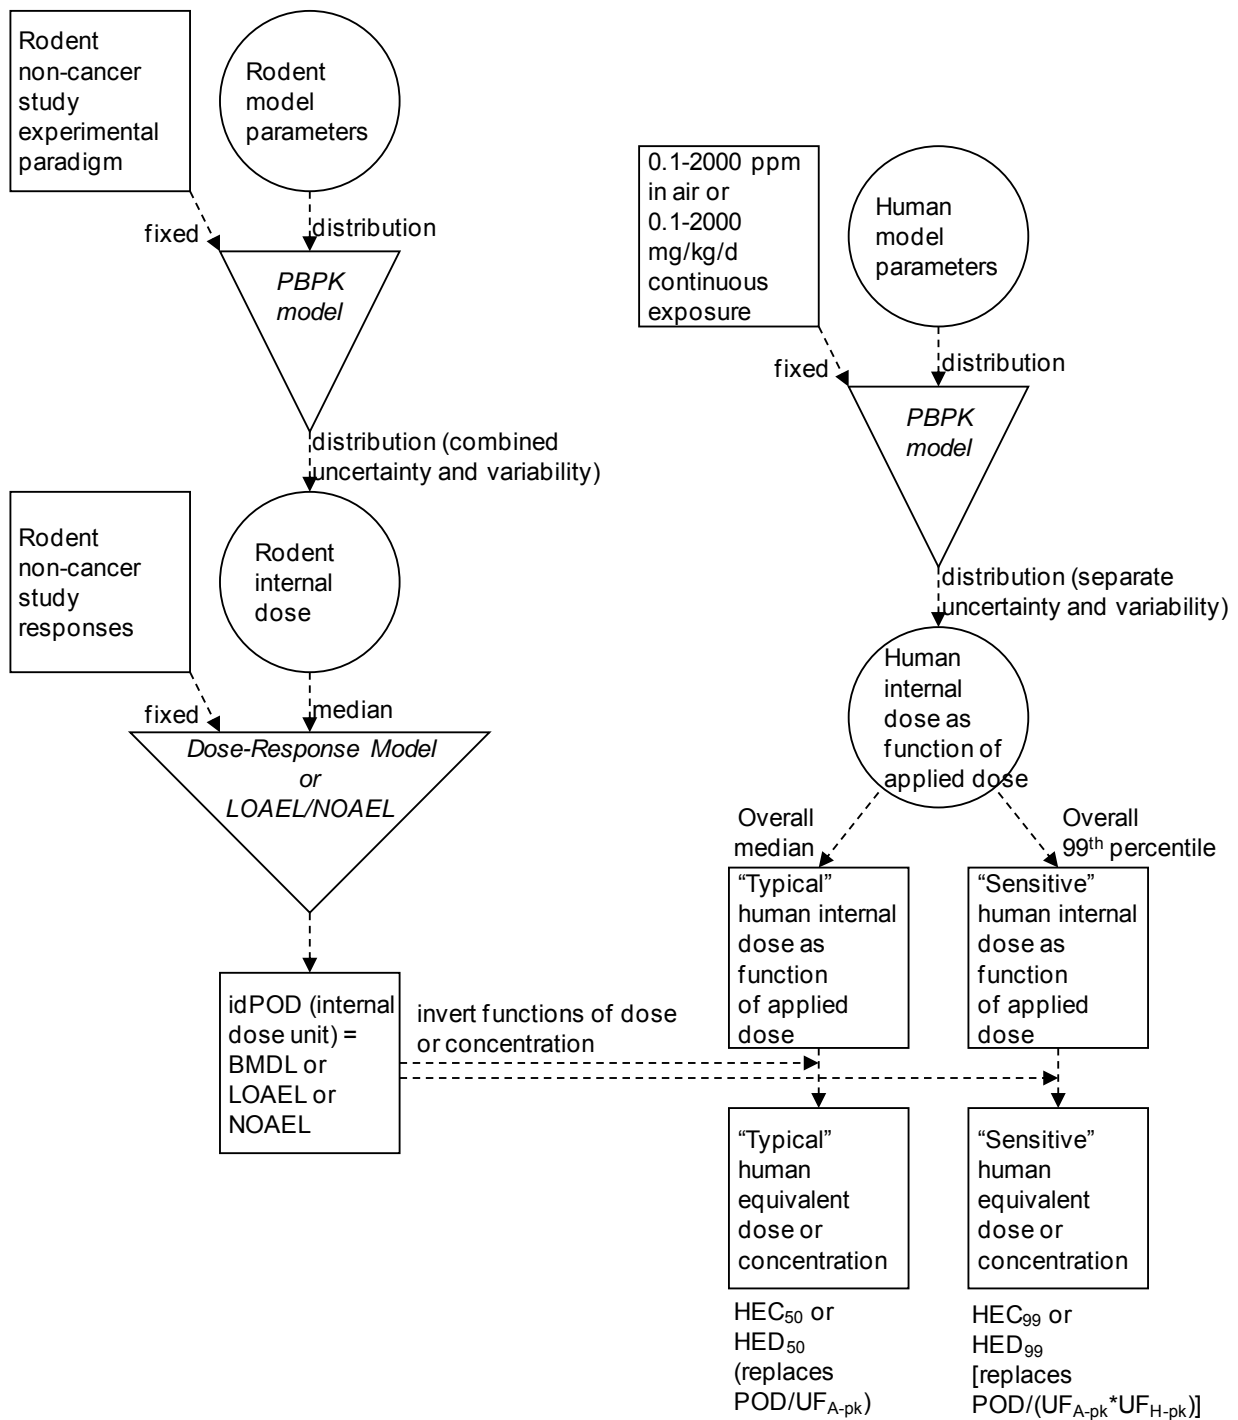 Rodent
non-cancer
study
experimental
paradigm
Rodent
model
parameters
fixed
distribution
PBPK
model
distribution (combined
uncertainty and variability)
Rodent
non-cancer
study
responses
Rodent
internal
dose
fixed
median
Dose-Response Model
or
LOAEL/NOAEL
idPOD (internal
dose unit) =
BMDL or
LOAEL or
NOAEL
invert functions of dose
or concentration
0.1-2000 ppm
in air or
0.1-2000
mg/kg/d
continuous
exposure
Human
model
parameters
fixed
distribution
PBPK
model
distribution (separate
uncertainty and variability)
Human
internal
dose as
function of
applied dose
Overall
median
Overall
99th percentile
“Typical”
human internal
dose as
function
of applied
dose
“Sensitive”
human internal
dose as
function
of applied
dose
“Typical”
human
equivalent
dose or
concentration
“Sensitive”
human
equivalent
dose or
concentration
HEC50 or
HED50
(replaces
POD/UFA-pk)
HEC99 or
HED99
[replaces
POD/(UFA-pk*UFH-pk)]